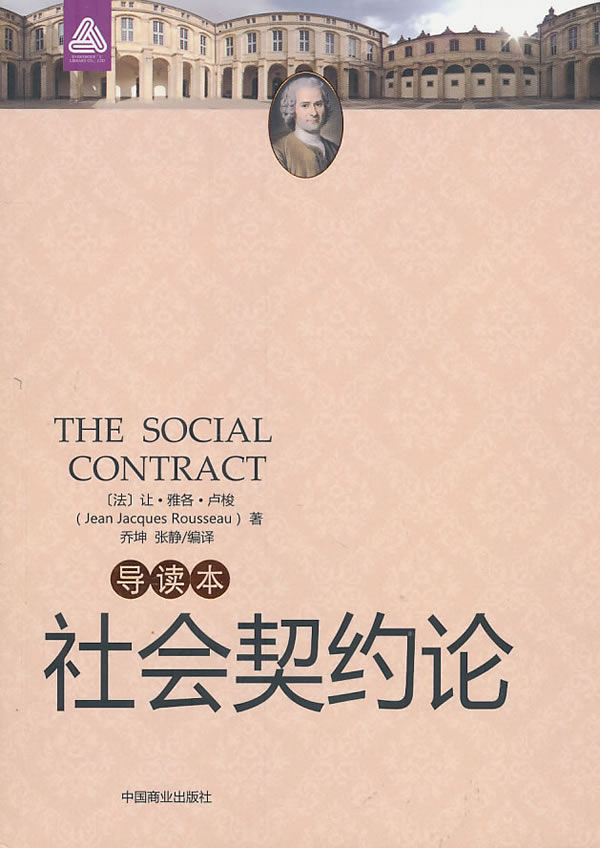 THE SOCIAL
CONTRACT
〔法〕让·雅各·卢梭
(Jean Jacques Rousseau) 著
乔坤 张静/编译
导读本
社会契约论
中国商业出版社